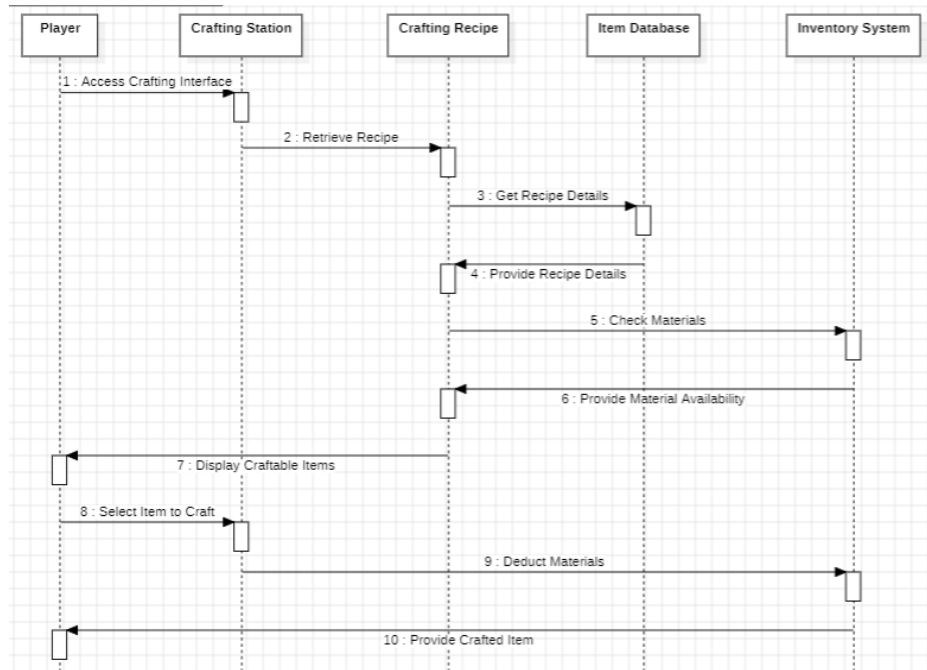 Player
Crafting Station
Crafting Recipe
Item Database
Inventory System
1 : Access Crafting Interface
2 : Retrieve Recipe
3 : Get Recipe Details
4 : Provide Recipe Details
5 : Check Materials
6 : Provide Material Availability
7 : Display Craftable Items
8 : Select Item to Craft
9 : Deduct Materials
10 : Provide Crafted Item